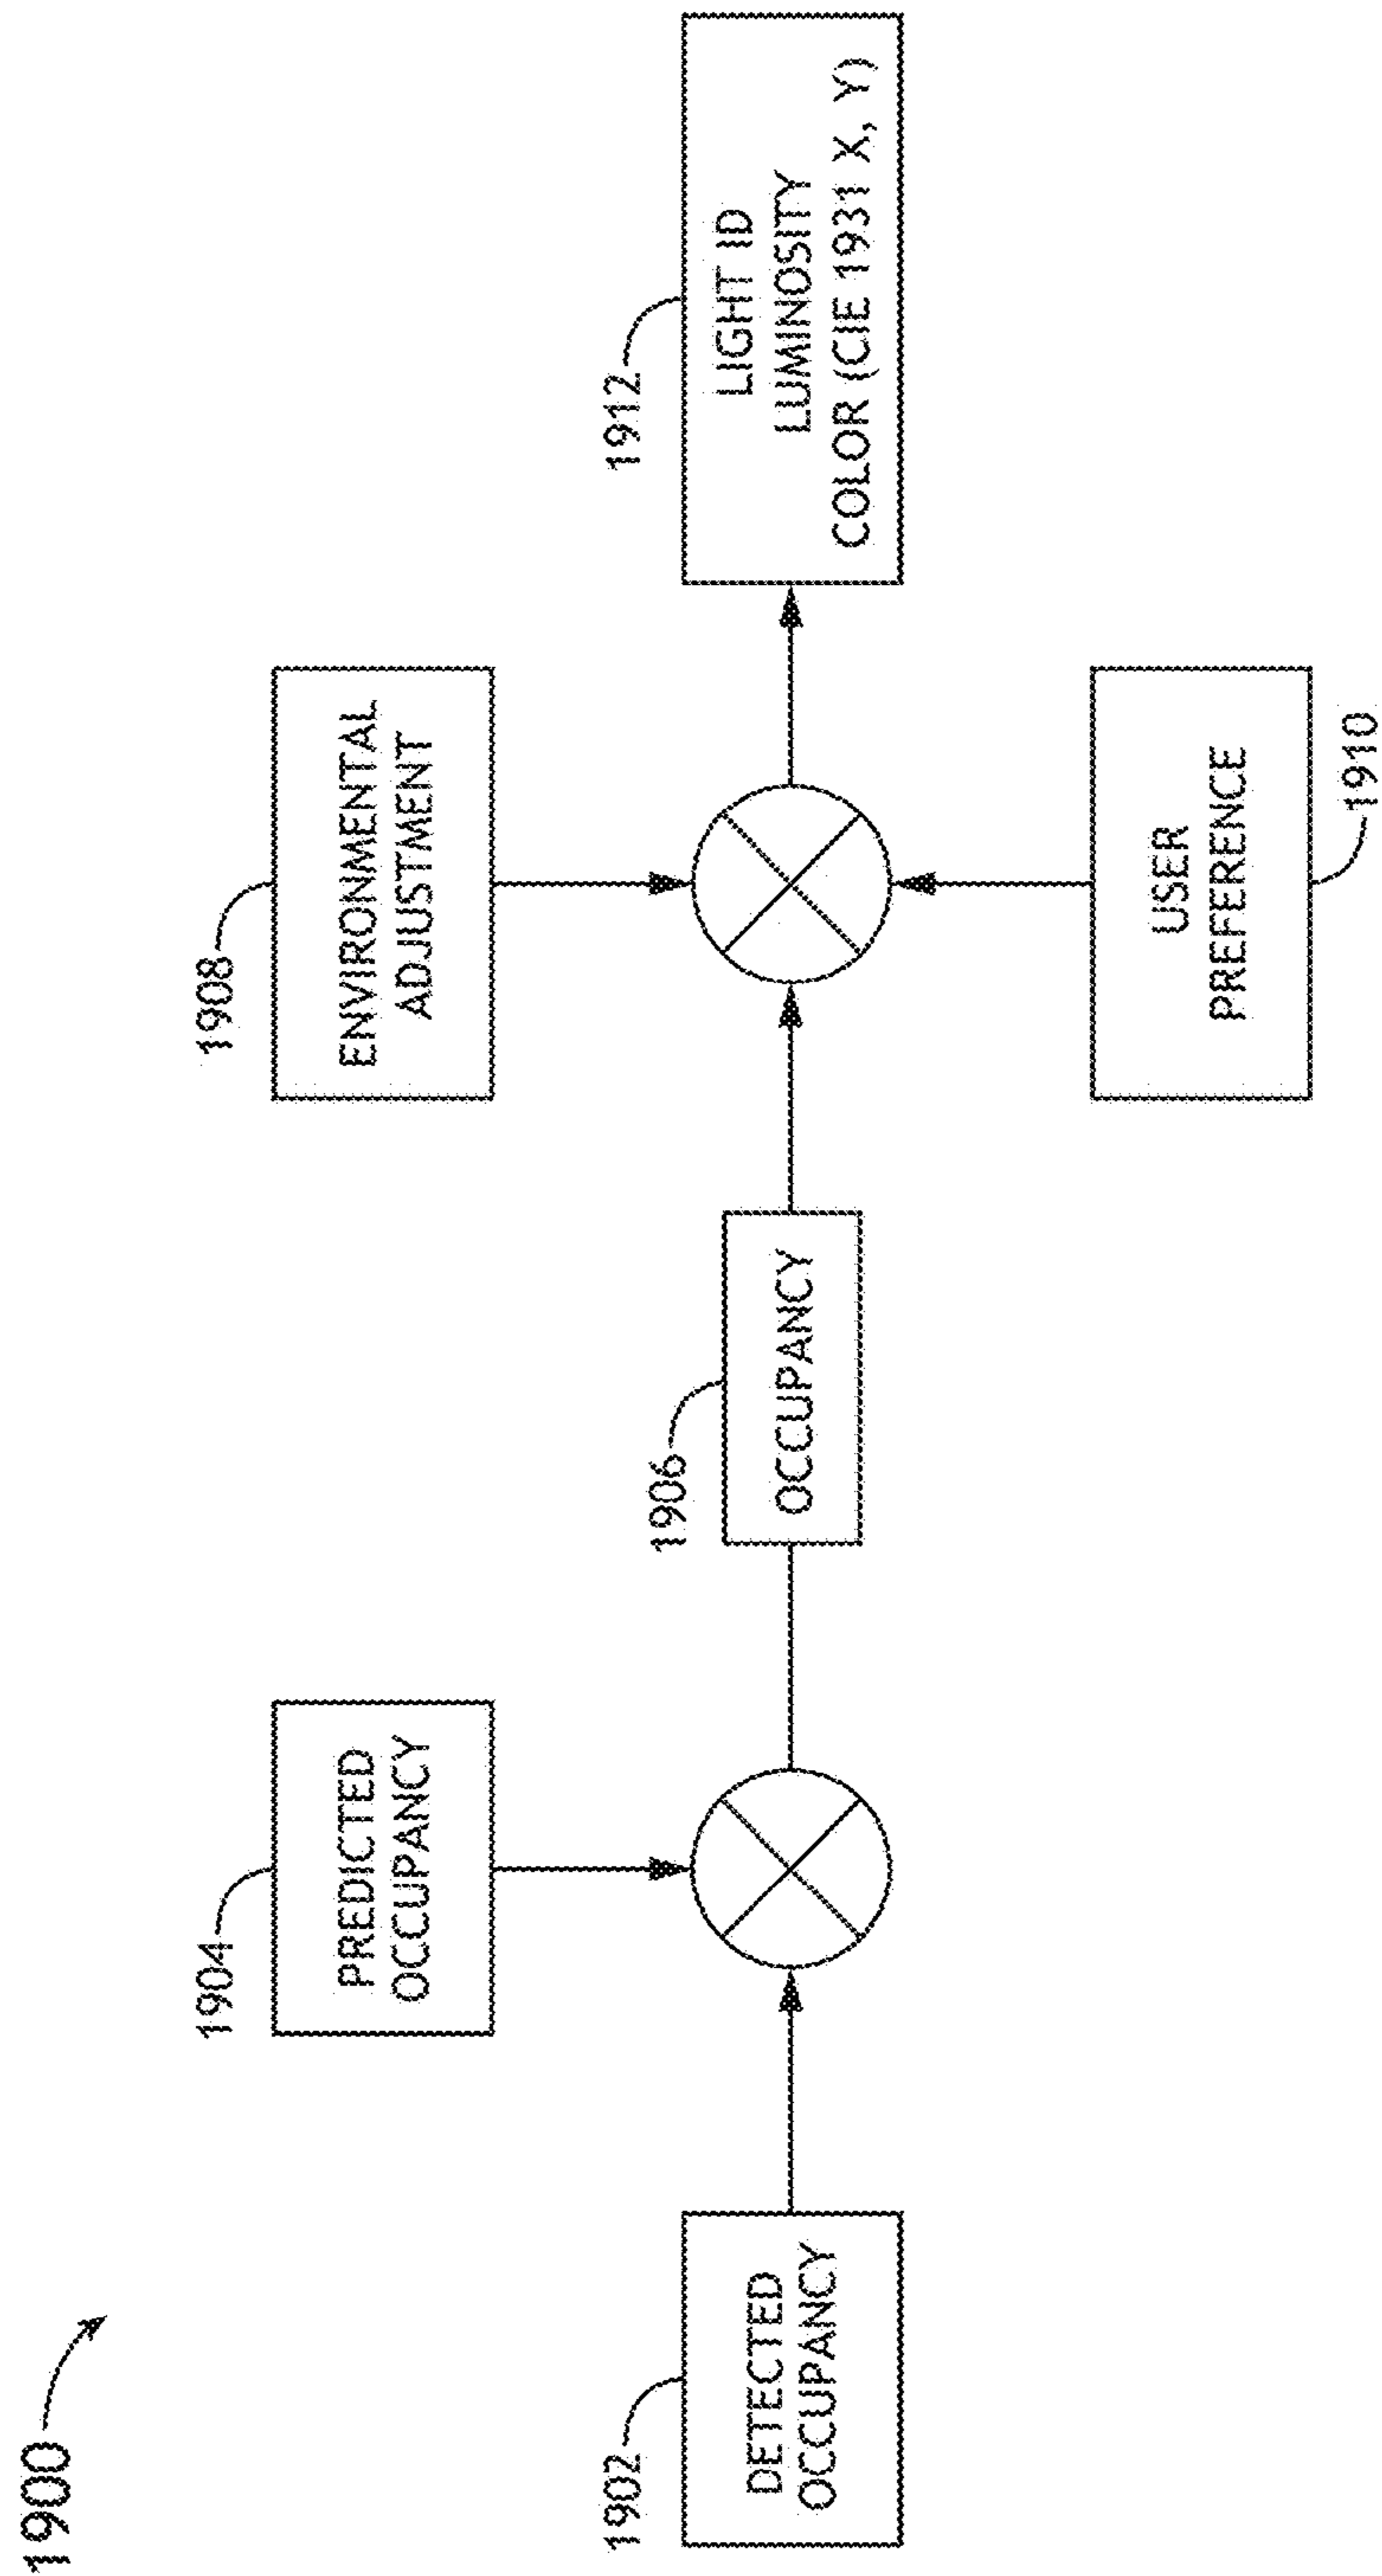 1900
1902
DETECTED
OCCUPANCY
1904
PREDICTED
OCCUPANCY
1906
OCCUPANCY
1908
ENVIRONMENTAL
ADJUSTMENT
USER
PREFERENCE
1910
1912
LIGHT ID
LUMINOSITY
COLOR (CIE 1931 X, Y)